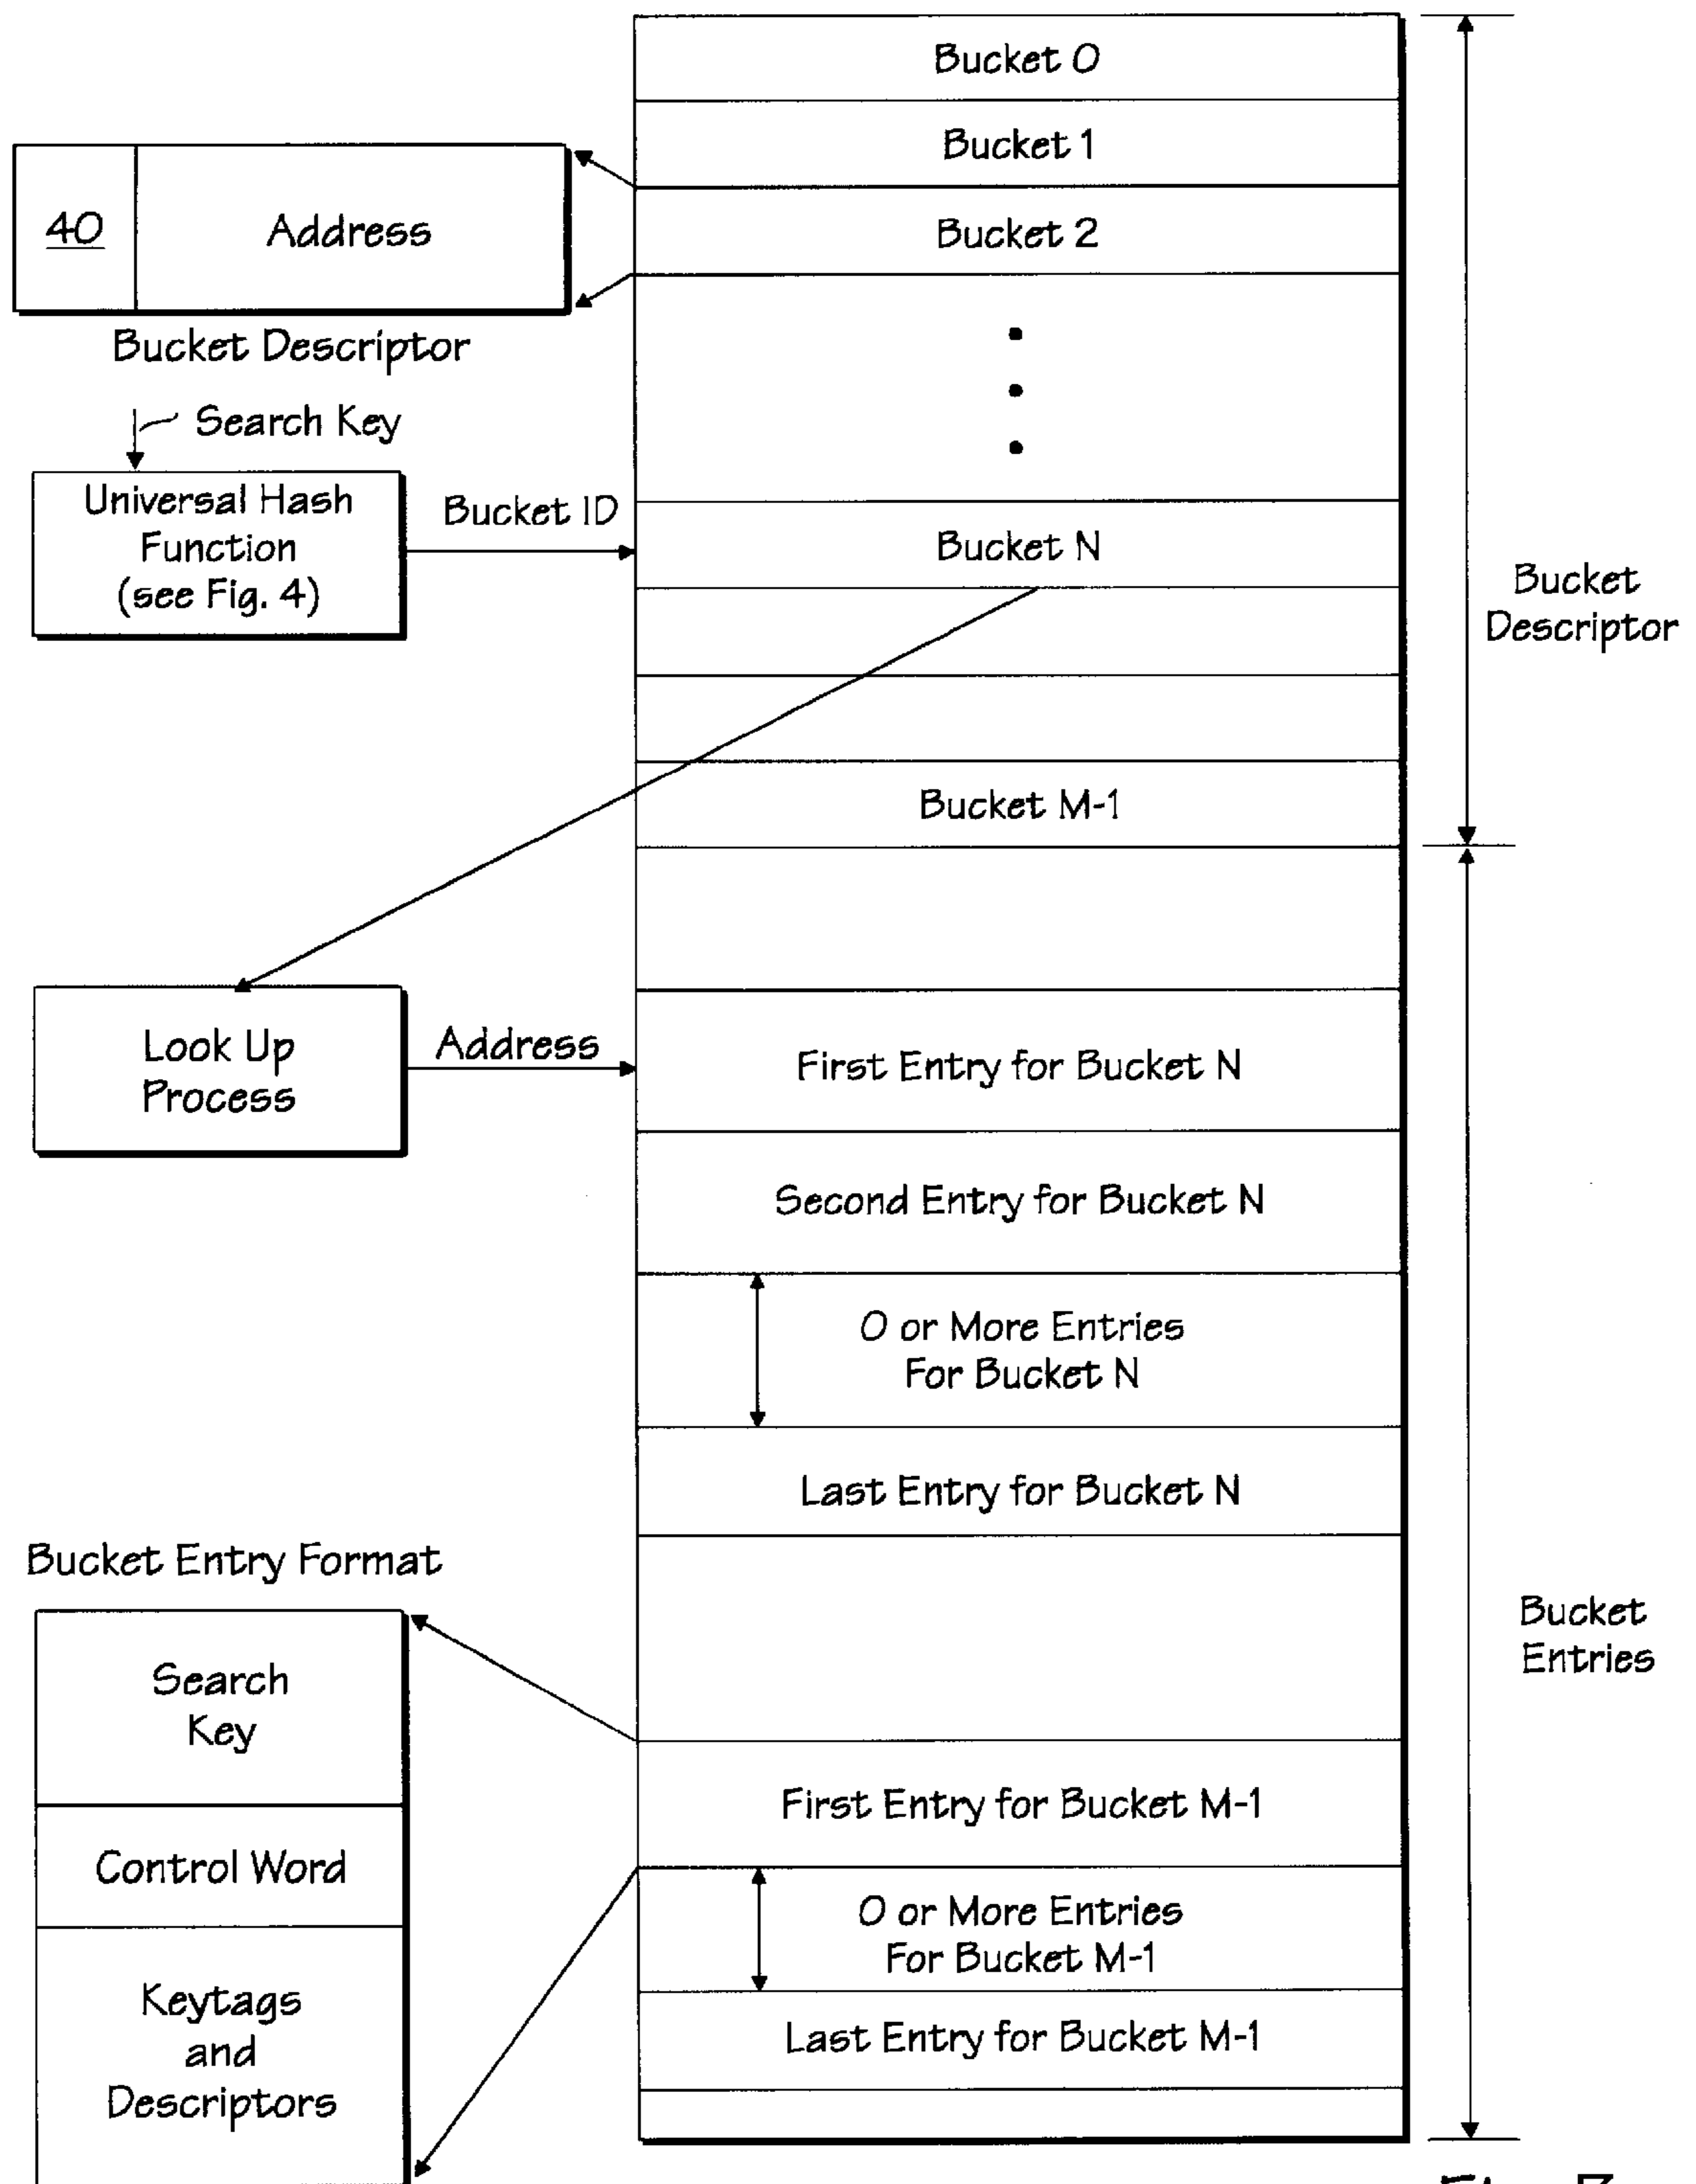 Bucket 0
Bucket 1
40
Address
Bucket 2
Bucket Descriptor
Search Key
Universal Hash
Function
(see Fig. 4)
Bucket ID
Bucket N
Bucket
Descriptor
Bucket M-1
Look Up
Process
Address
First Entry for Bucket N
Second Entry for Bucket N
0 or More Entries
For Bucket N
Last Entry for Bucket N
Bucket Entry Format
Search
Key
Control Word
Keytags
and
Descriptors
Bucket
Entries
First Entry for Bucket M-1
0 or More Entries
For Bucket M-1
Last Entry for Bucket M-1